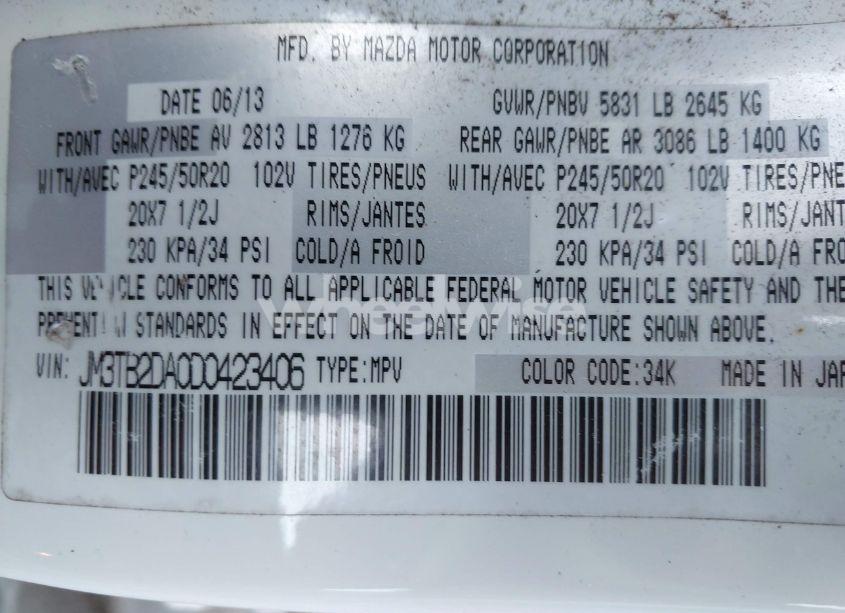 MFD. BY MAZDA MOTOR CORPORATION
DATE 06/13 GVWR/PNBV 5831 LB 2645 KG
FRONT GAWR/PNBE AV 2813 LB 1276 KG REAR GAWR/PNBE AR 3086 LB 1400 KG
WITH/AVEC P245/50R20 102V TIRES/PNEUS WITH/AVEC P245/50R20 102V TIRES/PNE
20X7 1/2J RIMS/JANTES 20X7 1/2J RIMS/JANT
230 KPA/34 PSI COLD/A FROID 230 KPA/34 PSI COLD/A FRO
THIS VEHICLE CONFORMS TO ALL APPLICABLE FEDERAL MOTOR VEHICLE SAFETY AND THE
wheelwise
STANDARDS IN EFFECT ON THE DATE OF MANUFACTURE SHOWN ABOVE.
VIN: JM3TB2DA0D0423406 TYPE:MPV COLOR CODE:34K MADE IN JAP